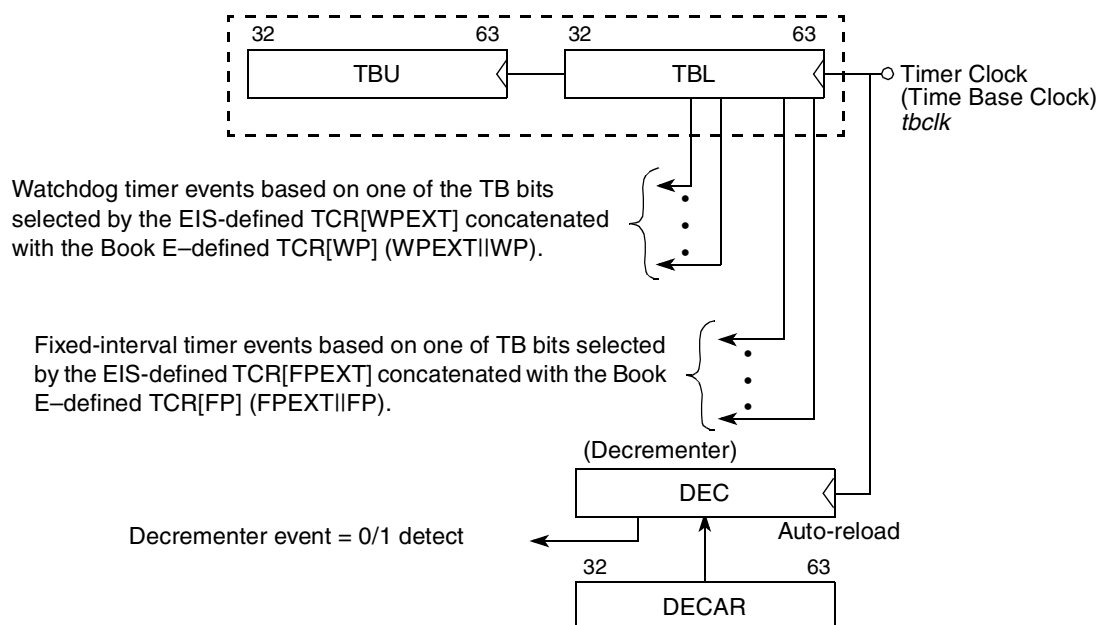 32 63 32 63
TBU TBL
Timer Clock
(Time Base Clock)
tbclk
Watchdog timer events based on one of the TB bits
selected by the EIS-defined TCR[WPEXT] concatenated
with the Book E–defined TCR[WP] (WPEXT||WP).
Fixed-interval timer events based on one of TB bits selected
by the EIS-defined TCR[FPEXT] concatenated with the Book
E–defined TCR[FP] (FPEXT||FP).
(Decrementer)
DEC
Auto-reload
Decrementer event = 0/1 detect
32 63
DECAR